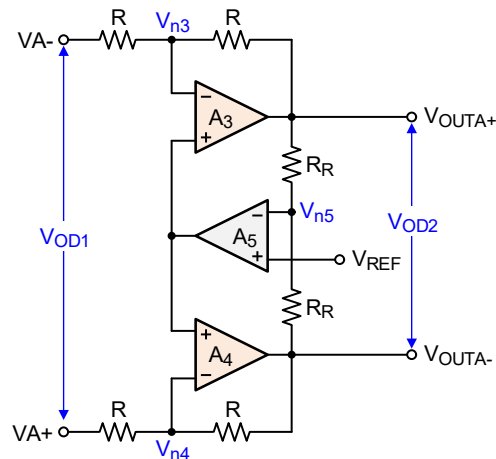 R
R
VA-
Vn3
−
A3
+
VOUTA+
RR
VOD1
−
A5
+
Vn5
VOD2
VREF
RR
+
A4
−
VOUTA-
R
R
VA+
Vn4